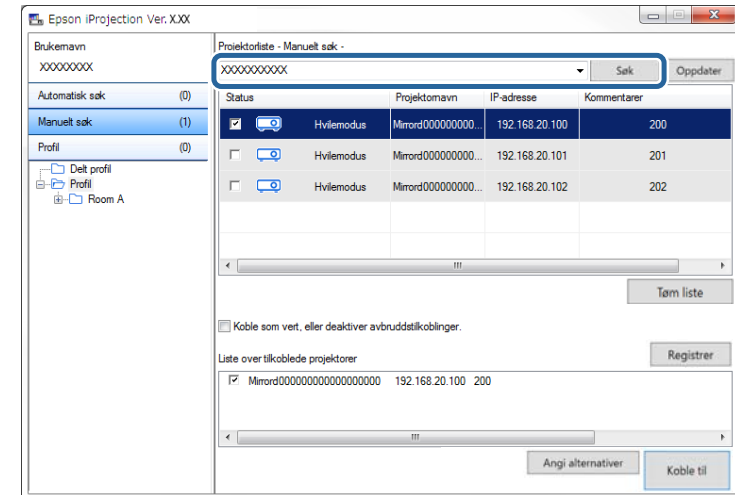 Epson iProjection Ver. X.XX
Brukernavn
XXXXXXXX
Automatisk søk (0)
Manuelt søk (1)
Profil (0)
Delt profil
Profil
Room A
Projektorliste - Manuelt søk -
XXXXXXXXXX Søk Oppdater
Status Projektornavn IP-adresse Kommentarer
Hvilemodus Mirrord000000000... 192.168.20.100 200
Hvilemodus Mirrord000000000... 192.168.20.101 201
Hvilemodus Mirrord000000000... 192.168.20.102 202
Tøm liste
Koble som vert, eller deaktiver avbruddstilkoblinger.
Liste over tilkoblede projektorer Registrer
Mirrord000000000000000000 192.168.20.100 200
Angi alternativer Koble til